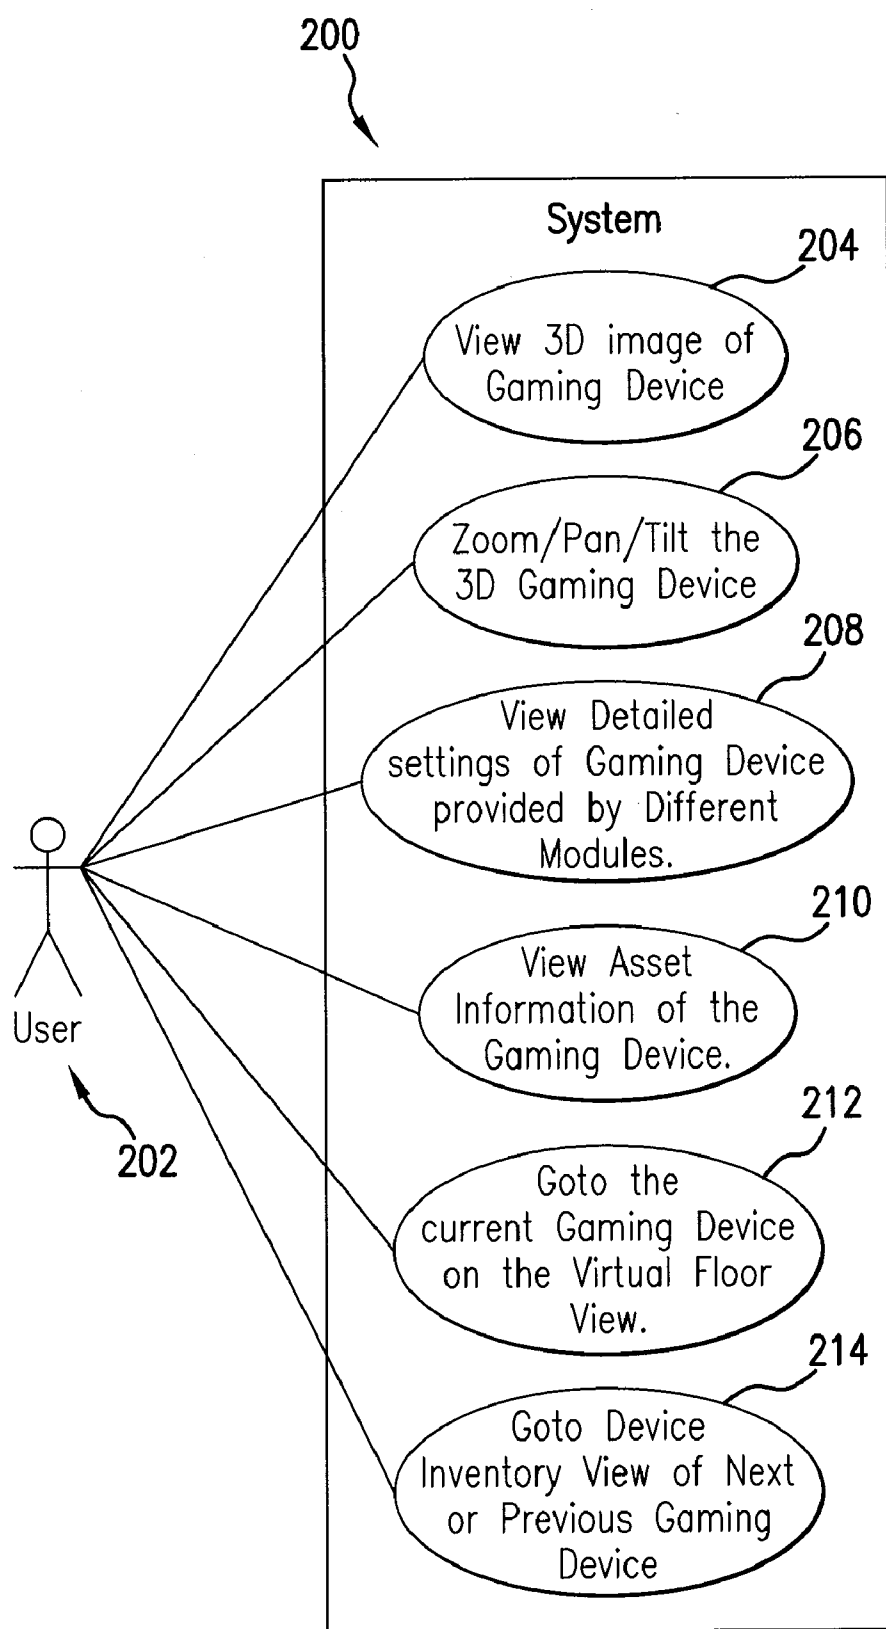 200
System
204
View 3D image of
Gaming Device
206
Zoom/Pan/Tilt the
3D Gaming Device
208
View Detailed
settings of Gaming Device
provided by Different
Modules.
210
View Asset
Information of the
Gaming Device.
User
202
212
Goto the
current Gaming Device
on the Virtual Floor
View.
214
Goto Device
Inventory View of Next
or Previous Gaming
Device